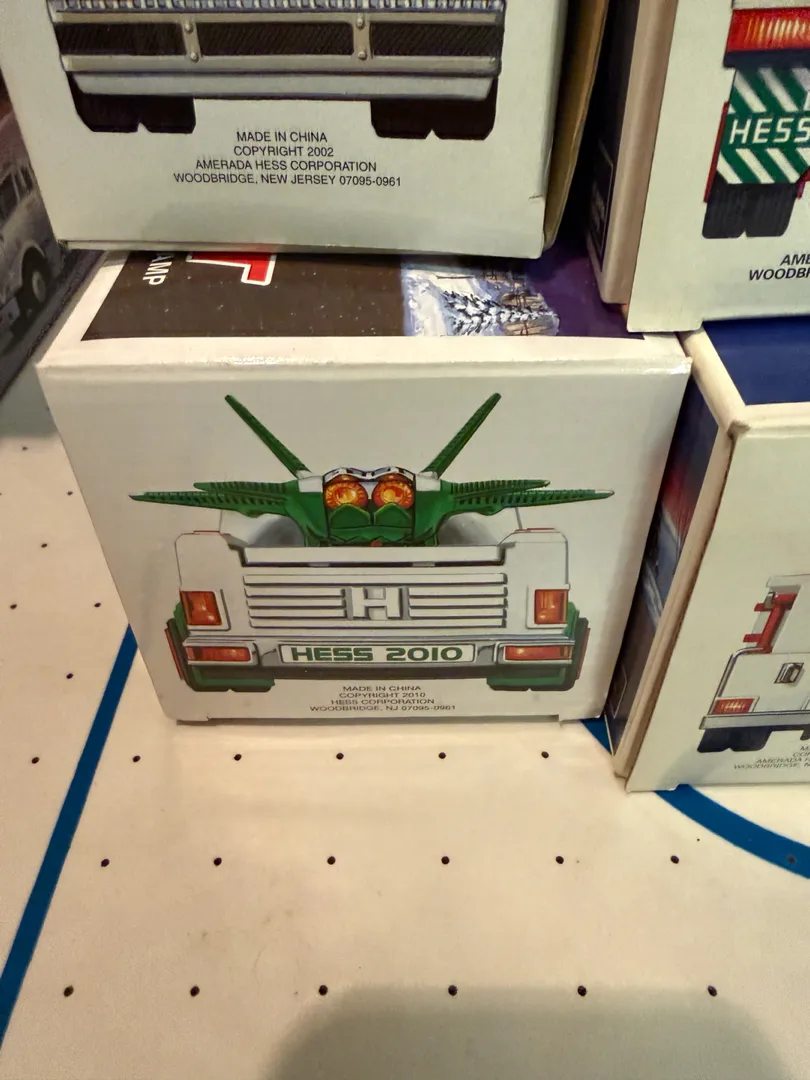 MADE IN CHINA
COPYRIGHT 2002
AMERADA HESS CORPORATION
WOODBRIDGE, NEW JERSEY 07095-0961
HESS
AMP
HESS 2010
MADE IN CHINA
COPYRIGHT 2010
HESS CORPORATION
WOODBRIDGE, NJ 07095-0961